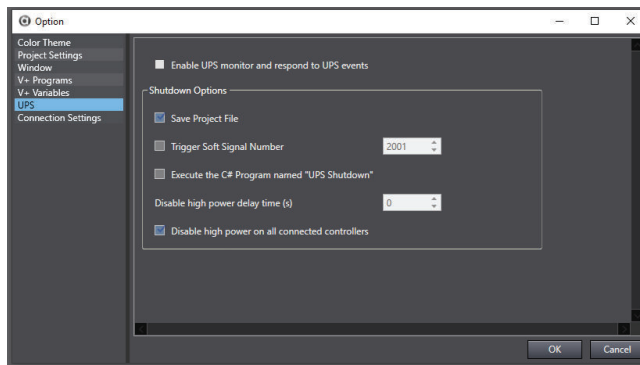 Option
Color Theme
Project Settings
Window
V+ Programs
V+ Variables
UPS
Connection Settings
Enable UPS monitor and respond to UPS events
Shutdown Options
Save Project File
Trigger Soft Signal Number 2001
Execute the C# Program named "UPS Shutdown"
Disable high power delay time (s) 0
Disable high power on all connected controllers
OK Cancel